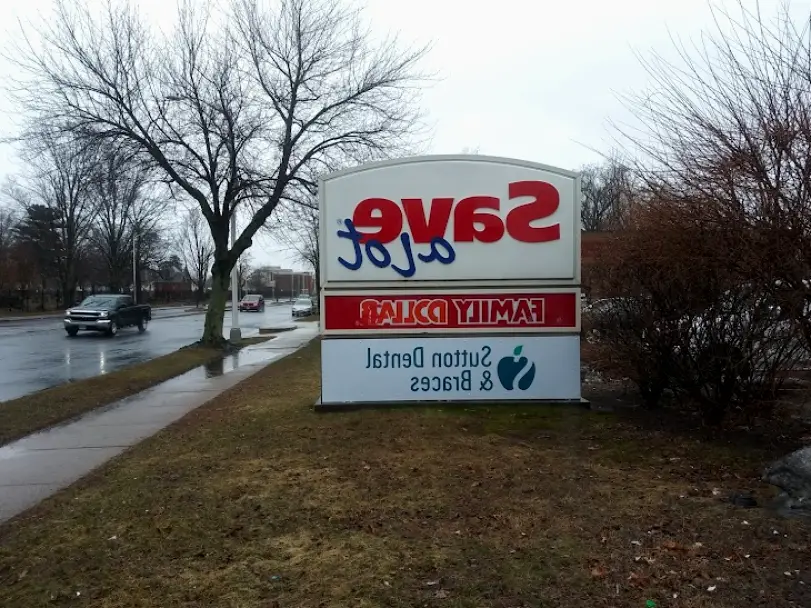 Save
a lot
FAMILY DOLLAR
Sutton Dental
& Braces